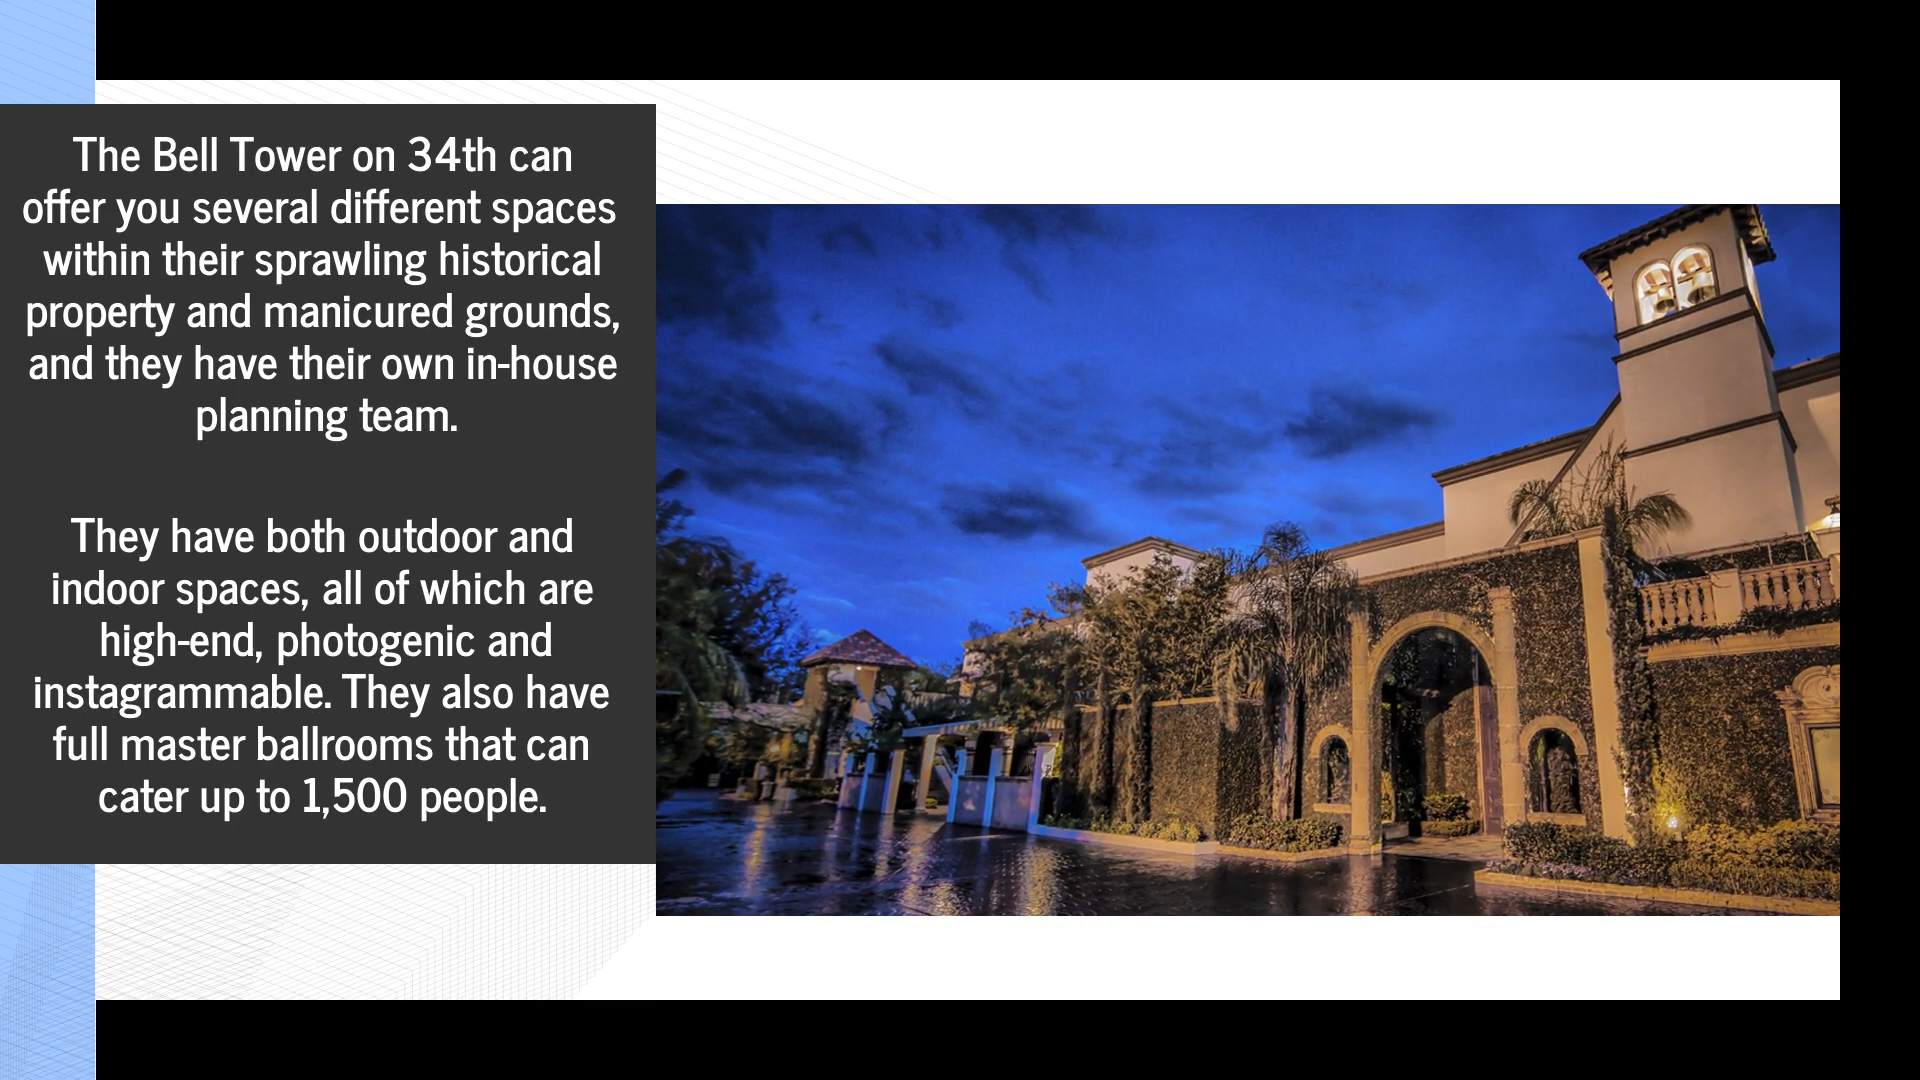 The Bell Tower on 34th can
offer you several different spaces
within their sprawling historical
property and manicured grounds,
and they have their own in-house
planning team.
They have both outdoor and
indoor spaces, all of which are
high-end, photogenic and
instagrammable. They also have
full master ballrooms that can
cater up to 1,500 people.